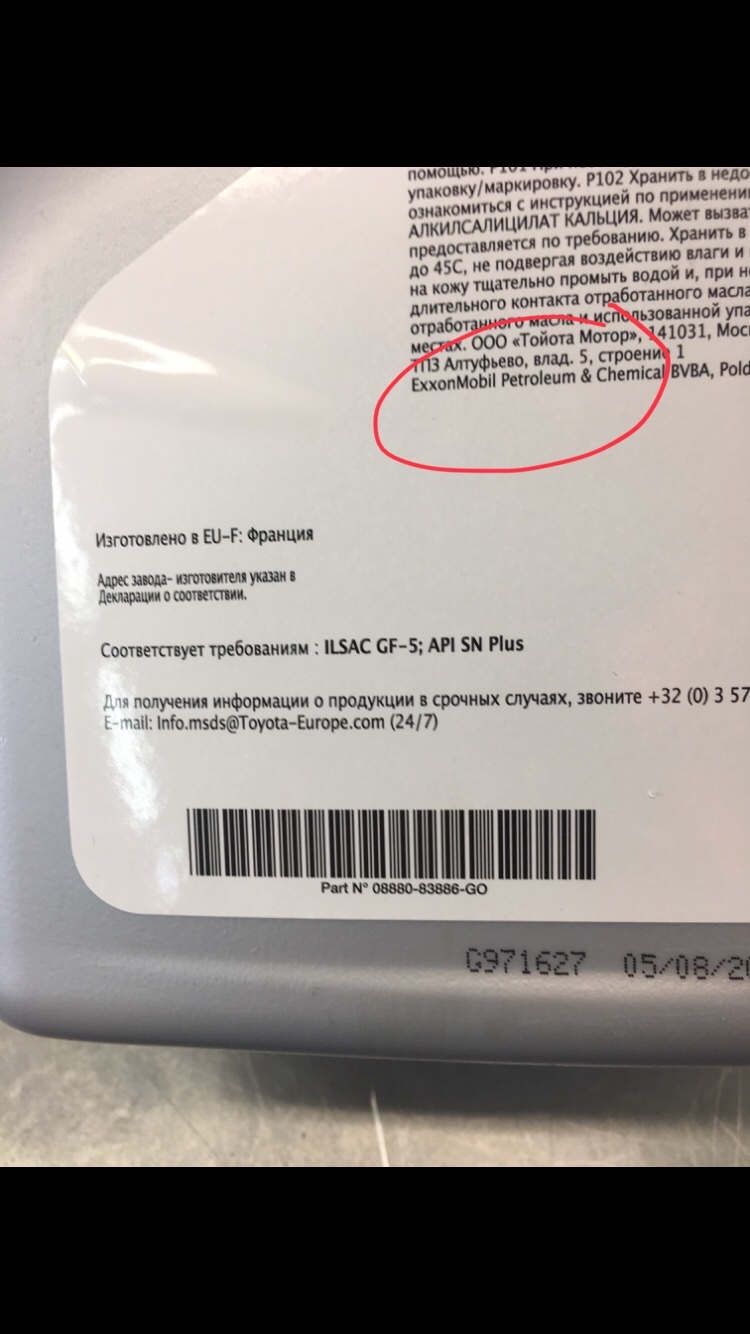 помощью. P101 При
упаковку/маркировку. P102 Хранить в недо
ознакомиться с инструкцией по применени
АЛКИЛСАЛИЦИЛАТ КАЛЬЦИЯ. Может вызва
предоставляется по требованию. Хранить в
до 45С, не подвергая воздействию влаги и
на кожу тщательно промыть водой и, при н
длительного контакта отработанного масла
отработанного масла и использованной упа
местах. ООО «Тойота Мотор», 141031, Мос
ТПЗ Алтуфьево, влад. 5, строение 1
ExxonMobil Petroleum & Chemical BVBA, Pold
Изготовлено в EU-F: Франция
Адрес завода- изготовителя указан в
Декларации о соответствии.
Соответствует требованиям : ILSAC GF-5; API SN Plus
Для получения информации о продукции в срочных случаях, звоните +32 (0) 3 57
E-mail: Info.msds@Toyota-Europe.com (24/7)
Part N° 08880-83886-GO
G971627 05/08/20